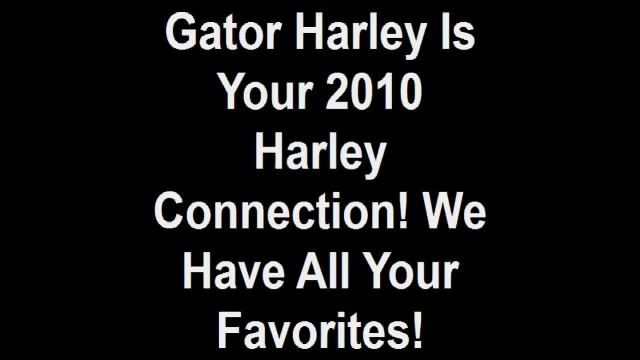 Gator Harley Is
Your 2010
Harley
Connection! We
Have All Your
Favorites!